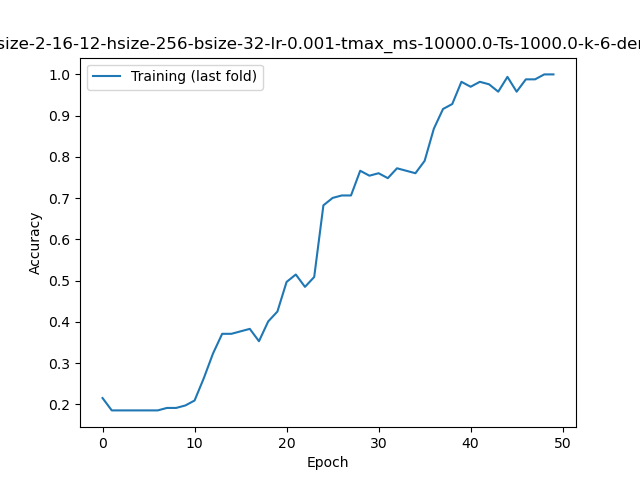 size-2-16-12-hsize-256-bsize-32-lr-0.001-tmax_ms-10000.0-Ts-1000.0-k-6-der
Training (last fold)
1.0
0.9
0.8
0.7
0.6
0.5
0.4
0.3
0.2
Accuracy
0 10 20 30 40 50
Epoch